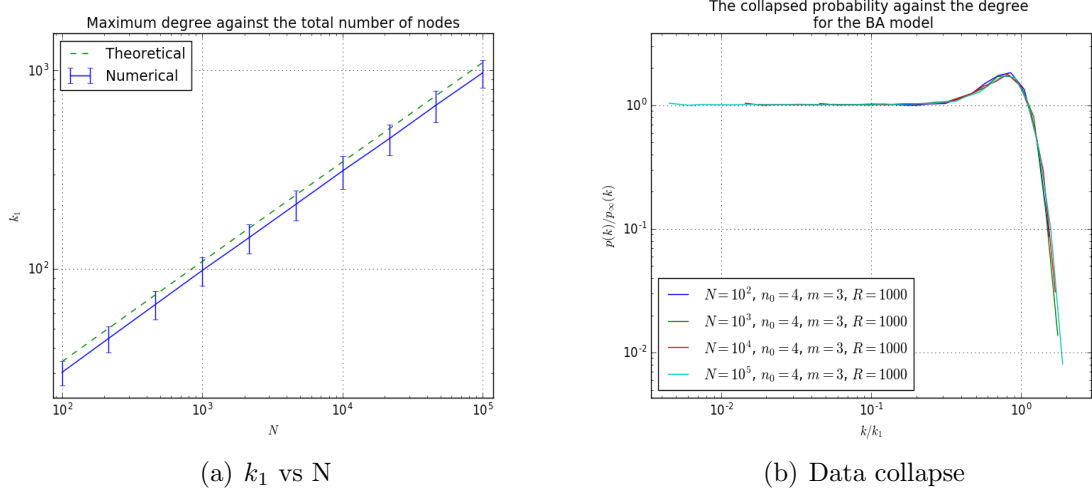 Maximum degree against the total number of nodes
Theoretical
Numerical
10^3
10^2
k_1
10^2
10^3
10^4
10^5
N
(a) k_1 vs N
The collapsed probability against the degree
for the BA model
10^0
10^{-1}
10^{-2}
p(k)/p_∞(k)
N = 10^2, n_0 = 4, m = 3, R = 1000
N = 10^3, n_0 = 4, m = 3, R = 1000
N = 10^4, n_0 = 4, m = 3, R = 1000
N = 10^5, n_0 = 4, m = 3, R = 1000
10^{-2}
10^{-1}
10^0
k/k_1
(b) Data collapse